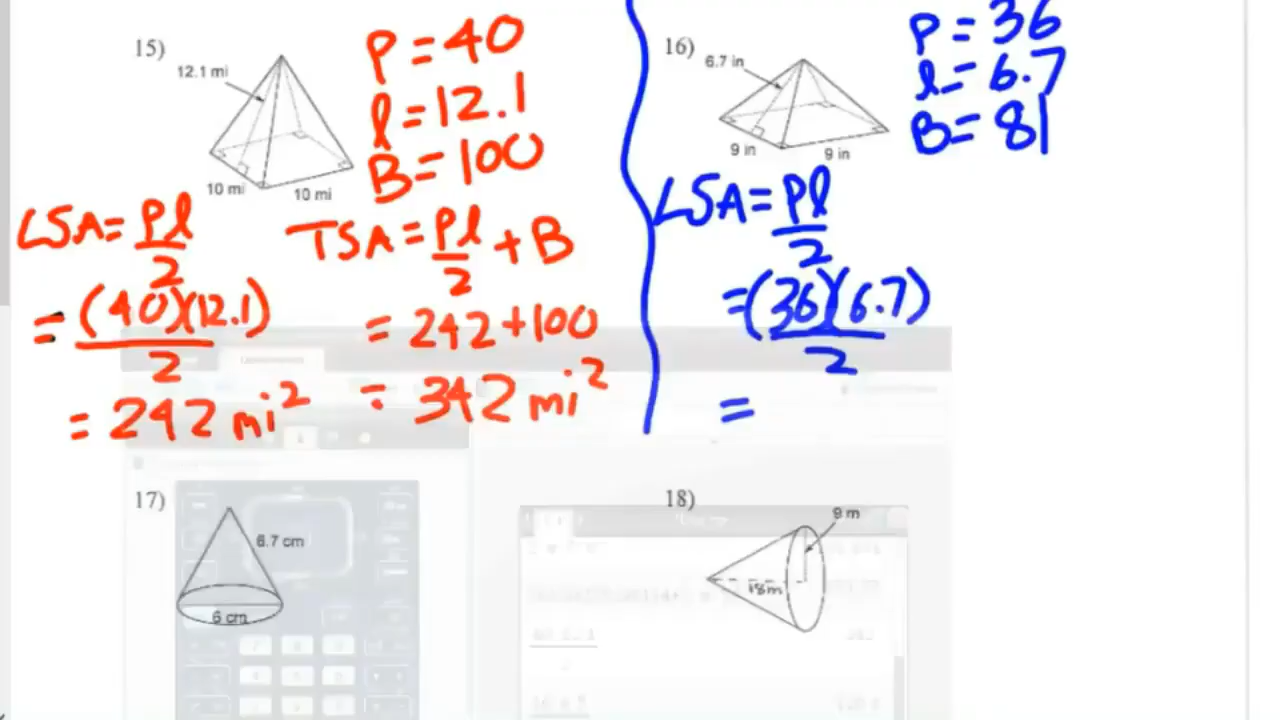 15)
12.1 mi
10 mi
10 mi
P = 40
l = 12.1
B = 100
LSA = Pl/2
= (40)(12.1)/2
= 242 mi²
TSA = Pl/2 + B
= 242 + 100
= 342 mi²
16)
6.7 in
9 in
9 in
P = 36
l = 6.7
B = 81
LSA = Pl/2
= (36)(6.7)/2
=
17)
6.7 cm
6 cm
18)
9 m
18m